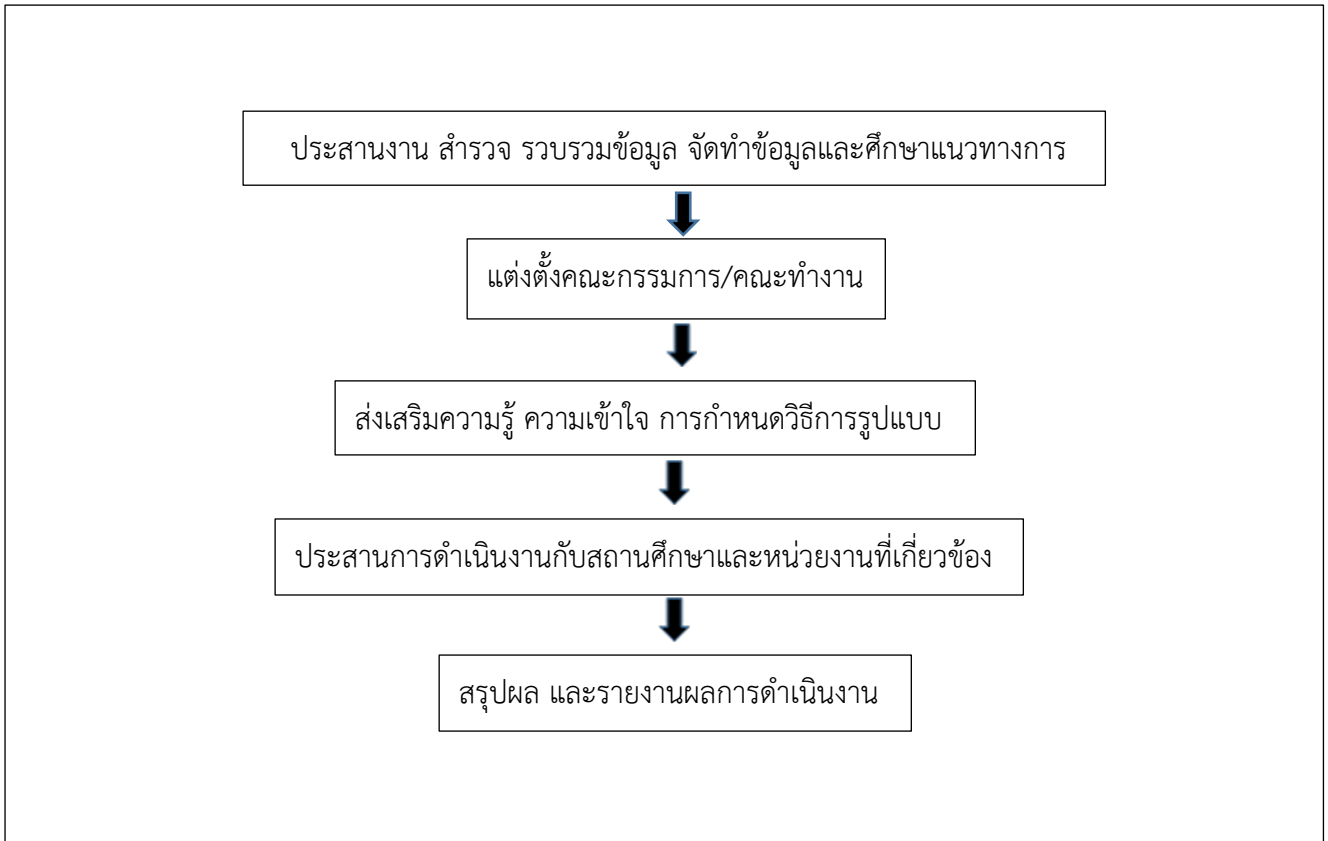 ประสานงาน สำรวจ รวบรวมข้อมูล จัดทำข้อมูลและศึกษาแนวทางการ
แต่งตั้งคณะกรรมการ/คณะทำงาน
ส่งเสริมความรู้ ความเข้าใจ การกำหนดวิธีการรูปแบบ
ประสานการดำเนินงานกับสถานศึกษาและหน่วยงานที่เกี่ยวข้อง
สรุปผล และรายงานผลการดำเนินงาน